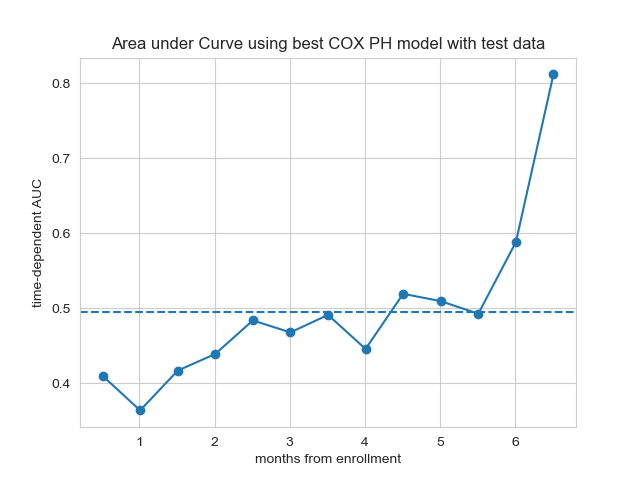 Area under Curve using best COX PH model with test data
time-dependent AUC
0.8
0.7
0.6
0.5
0.4
1 2 3 4 5 6
months from enrollment